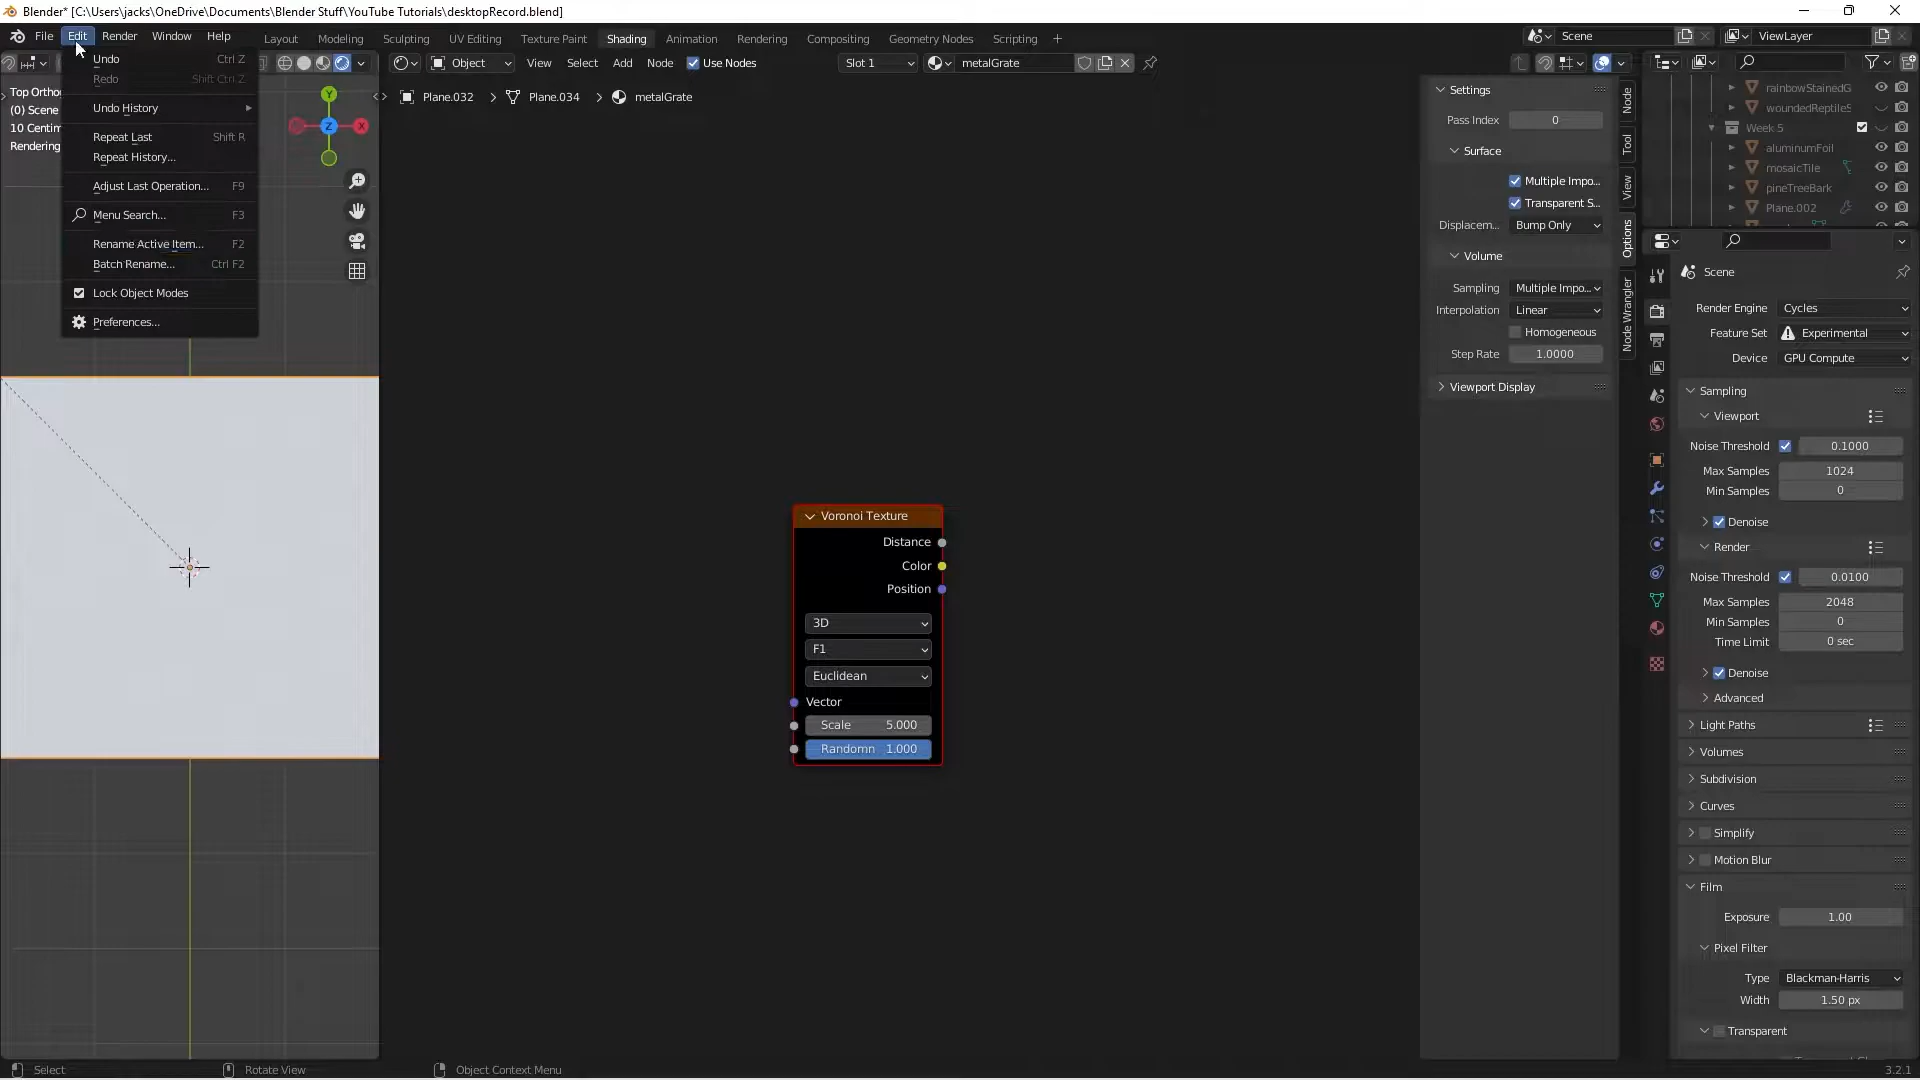 Blender* [C:\Users\jacks\OneDrive\Documents\Blender Stuff\YouTube Tutorials\desktopRecord.blend]
File Edit Render Window Help
Layout Modeling Sculpting UV Editing Texture Paint Shading Animation Rendering Compositing Geometry Nodes Scripting +
Scene
ViewLayer
Undo Ctrl Z
Redo Shift Ctrl Z
Undo History
Repeat Last Shift R
Repeat History...
Adjust Last Operation... F9
Menu Search... F3
Rename Active Item... F2
Batch Rename... Ctrl F2
Lock Object Modes
Preferences...
Top Ortho
(0) Scene
10 Centim
Rendering
Y
Z
X
Object View Select Add Node Use Nodes Slot 1 metalGrate
Plane.032 > Plane.034 > metalGrate
Voronoi Texture
Distance
Color
Position
3D
F1
Euclidean
Vector
Scale 5.000
Randomn 1.000
Settings
Pass Index 0
Surface
Multiple Impo...
Transparent S...
Displacem... Bump Only
Volume
Sampling Multiple Impo...
Interpolation Linear
Homogeneous
Step Rate 1.0000
Viewport Display
Node
Tool
View
Options
Node Wrangler
rainbowStainedG
woundedReptileS
Week 5
aluminumFoil
mosaicTile
pineTreeBark
Plane.002
Scene
Render Engine Cycles
Feature Set Experimental
Device GPU Compute
Sampling
Viewport
Noise Threshold 0.1000
Max Samples 1024
Min Samples 0
Denoise
Render
Noise Threshold 0.0100
Max Samples 2048
Min Samples 0
Time Limit 0 sec
Denoise
Advanced
Light Paths
Volumes
Subdivision
Curves
Simplify
Motion Blur
Film
Exposure 1.00
Pixel Filter
Type Blackman-Harris
Width 1.50 px
Transparent
Select
Rotate View
Object Context Menu
3.2.1